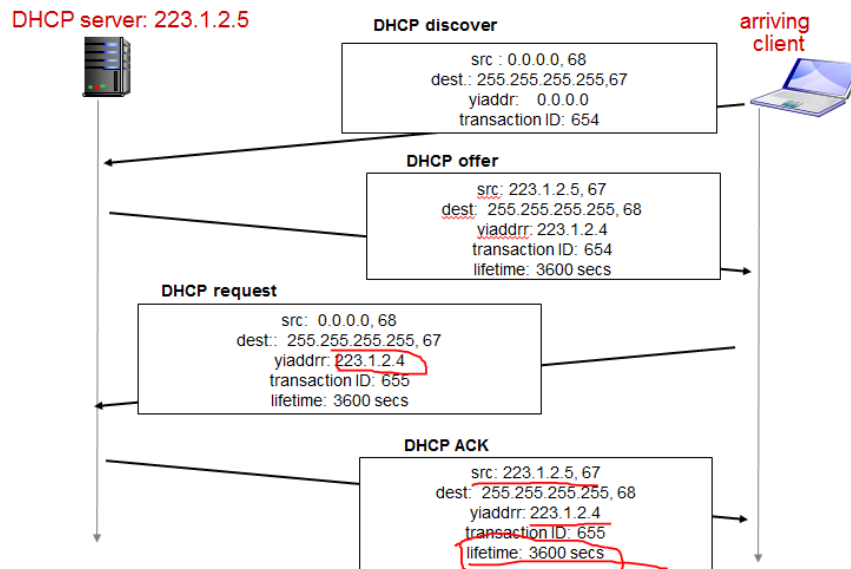 DHCP server: 223.1.2.5
arriving
client
DHCP discover
src : 0.0.0.0, 68
dest.: 255.255.255.255,67
yiaddr: 0.0.0.0
transaction ID: 654
DHCP offer
src: 223.1.2.5, 67
dest: 255.255.255.255, 68
yiaddrr: 223.1.2.4
transaction ID: 654
lifetime: 3600 secs
DHCP request
src: 0.0.0.0, 68
dest:: 255.255.255.255, 67
yiaddrr: 223.1.2.4
transaction ID: 655
lifetime: 3600 secs
DHCP ACK
src: 223.1.2.5, 67
dest: 255.255.255.255, 68
yiaddrr: 223.1.2.4
transaction ID: 655
lifetime: 3600 secs